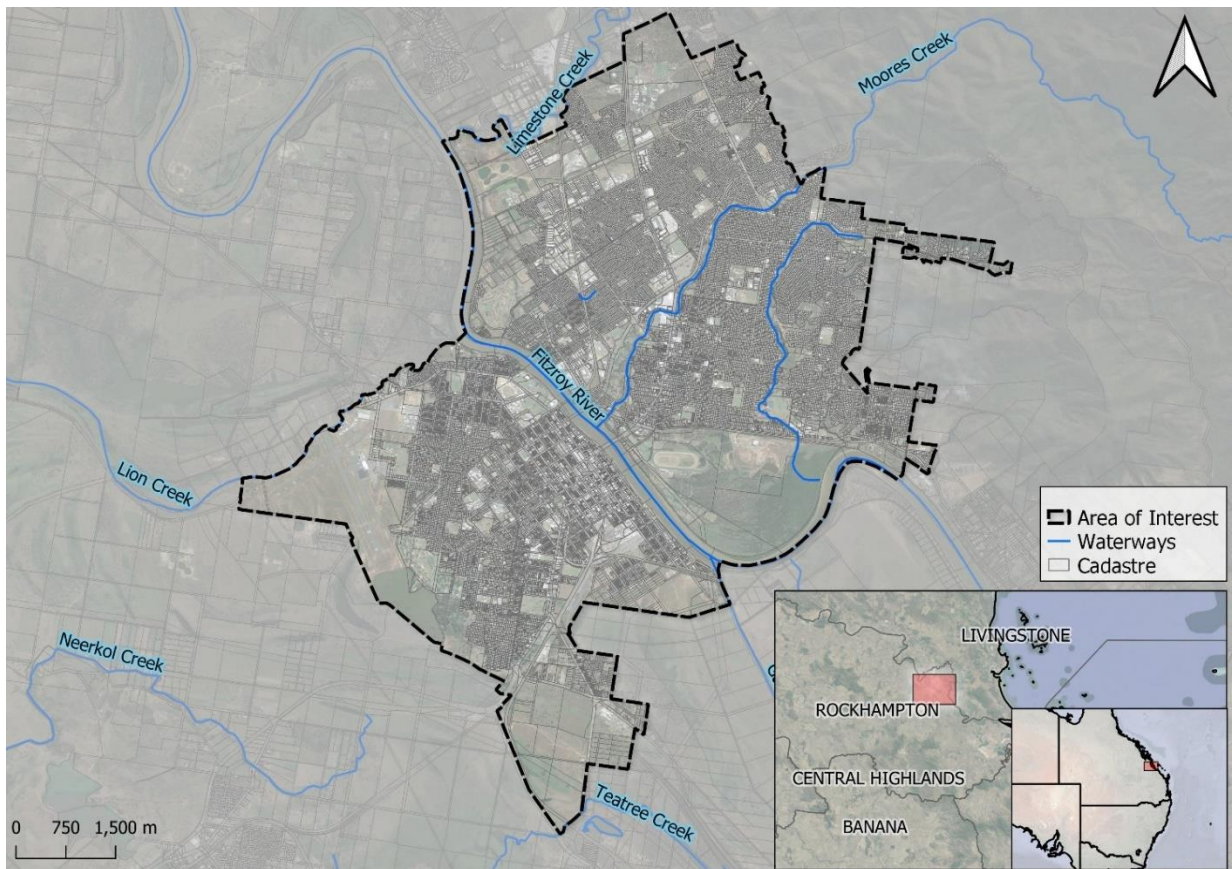 Limestone Creek
Moores Creek
Fitzroy River
Lion Creek
Neerkol Creek
Teatree Creek
Area of Interest
Waterways
Cadastre
0 750 1,500 m
LIVINGSTONE
ROCKHAMPTON
CENTRAL HIGHLANDS
BANANA